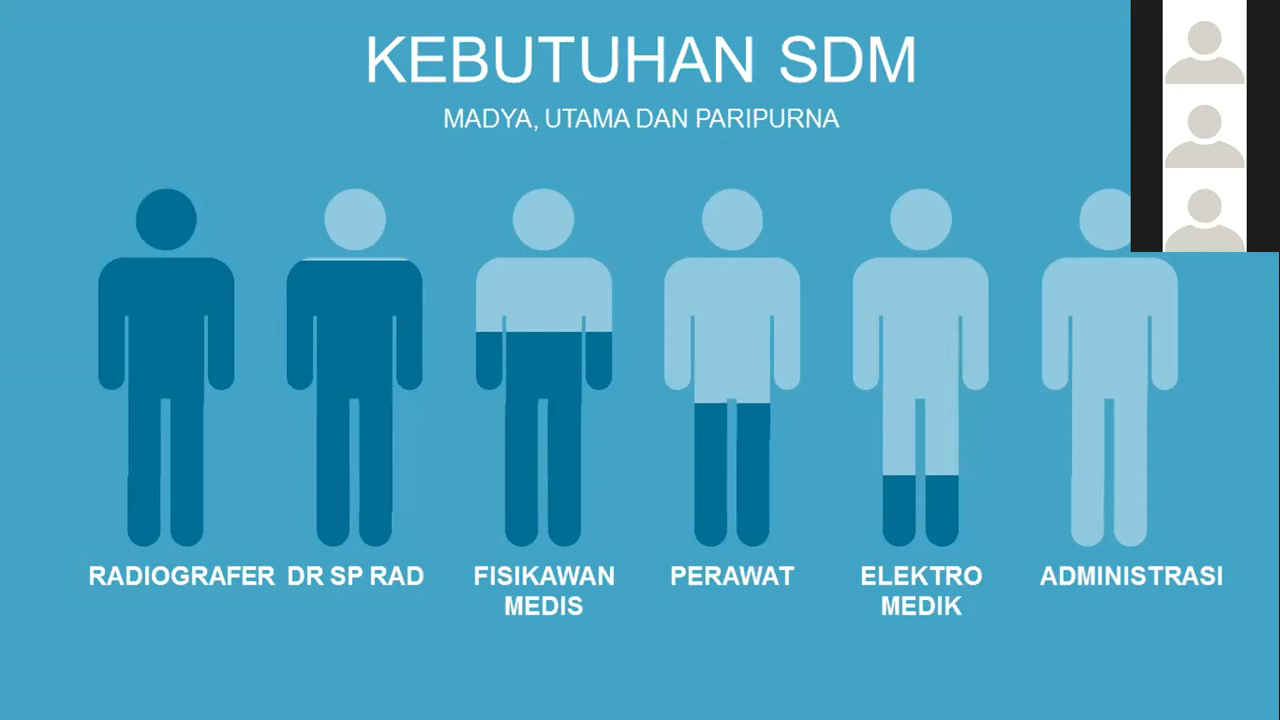 KEBUTUHAN SDM
MADYA, UTAMA DAN PARIPURNA
RADIOGRAFER
DR SP RAD
FISIKAWAN
MEDIS
PERAWAT
ELEKTRO
MEDIK
ADMINISTRASI